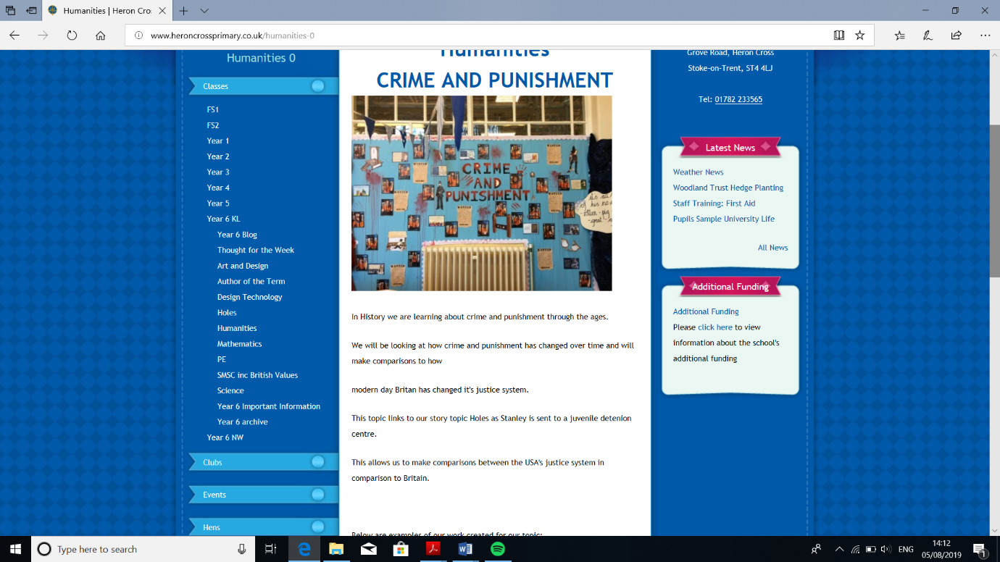 Humanities | Heron Cro
www.heroncrossprimary.co.uk/humanities-0
Humanities 0
Classes
FS1
FS2
Year 1
Year 2
Year 3
Year 4
Year 5
Year 6 KL
Year 6 Blog
Thought for the Week
Art and Design
Author of the Term
Design Technology
Holes
Humanities
Mathematics
PE
SMSC inc British Values
Science
Year 6 Important Information
Year 6 archive
Year 6 NW
Clubs
Events
Hens
Humanities
CRIME AND PUNISHMENT
CRIME
AND
PUNISHMENT
WANTED
WANTED
WANTED
WANTED
In History we are learning about crime and punishment through the ages.
We will be looking at how crime and punishment has changed over time and will
make comparisons to how
modern day Britan has changed it's justice system.
This topic links to our story topic Holes as Stanley is sent to a juvenile detenion
centre.
This allows us to make comparisons between the USA's justice system in
comparison to Britain.
Below are examples of our work created for our topic:
Grove Road, Heron Cross
Stoke-on-Trent, ST4 4LJ
Tel: 01782 233565
Latest News
Weather News
Woodland Trust Hedge Planting
Staff Training: First Aid
Pupils Sample University Life
All News
Additional Funding
Additional Funding
Please click here to view
information about the school's
additional funding
Type here to search
ENG
14:12
05/08/2019
1